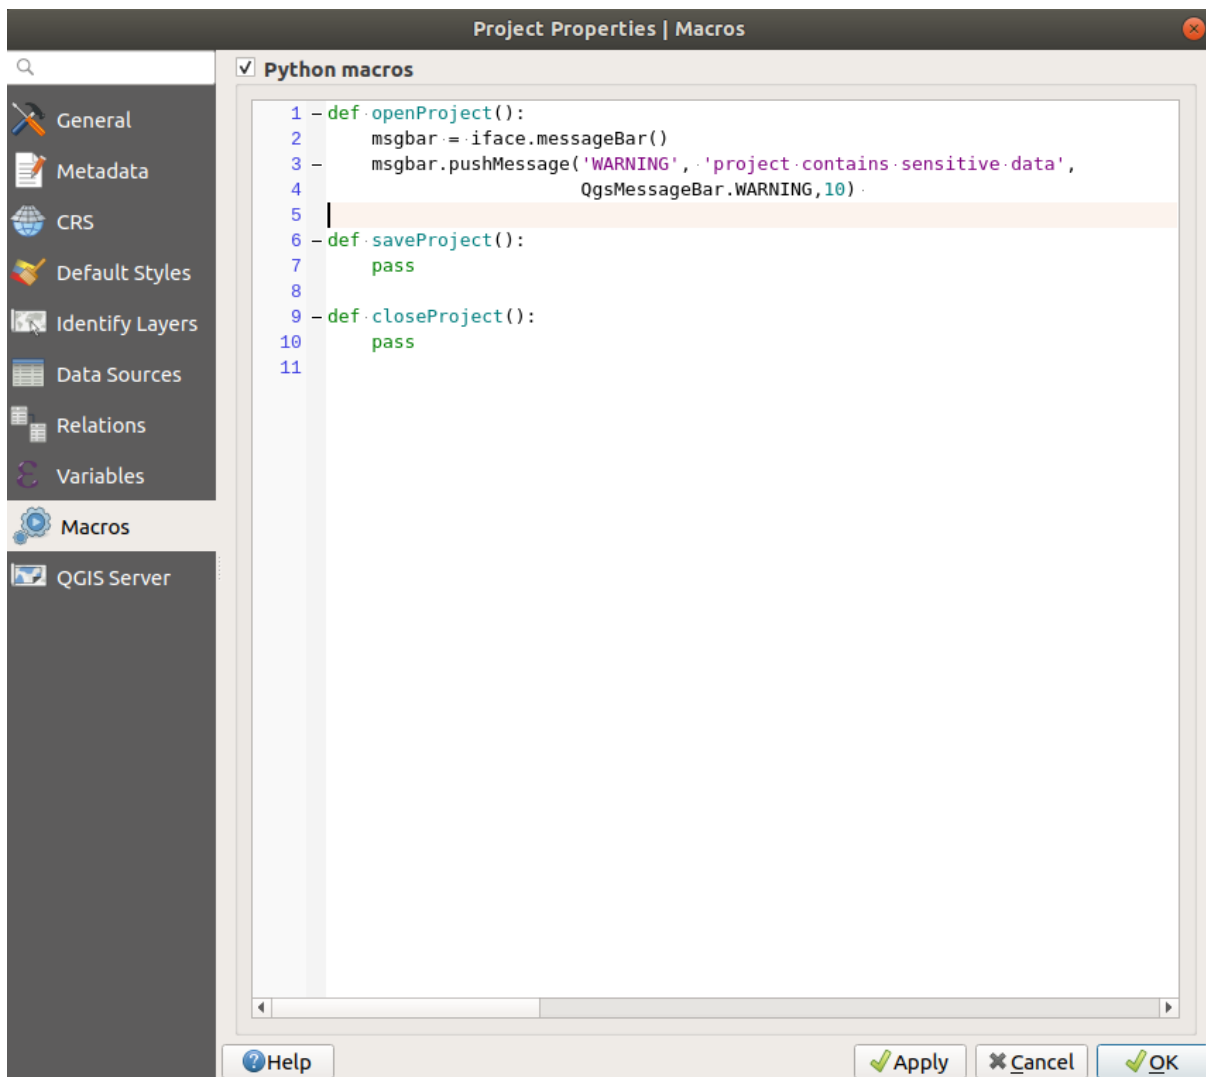 Project Properties | Macros
General
Metadata
CRS
Default Styles
Identify Layers
Data Sources
Relations
Variables
Macros
QGIS Server
Python macros
1 def openProject():
2     msgbar = iface.messageBar()
3     msgbar.pushMessage('WARNING', 'project contains sensitive data',
4                        QgsMessageBar.WARNING,10)
5
6 def saveProject():
7     pass
8
9 def closeProject():
10     pass
11
Help
Apply
Cancel
OK